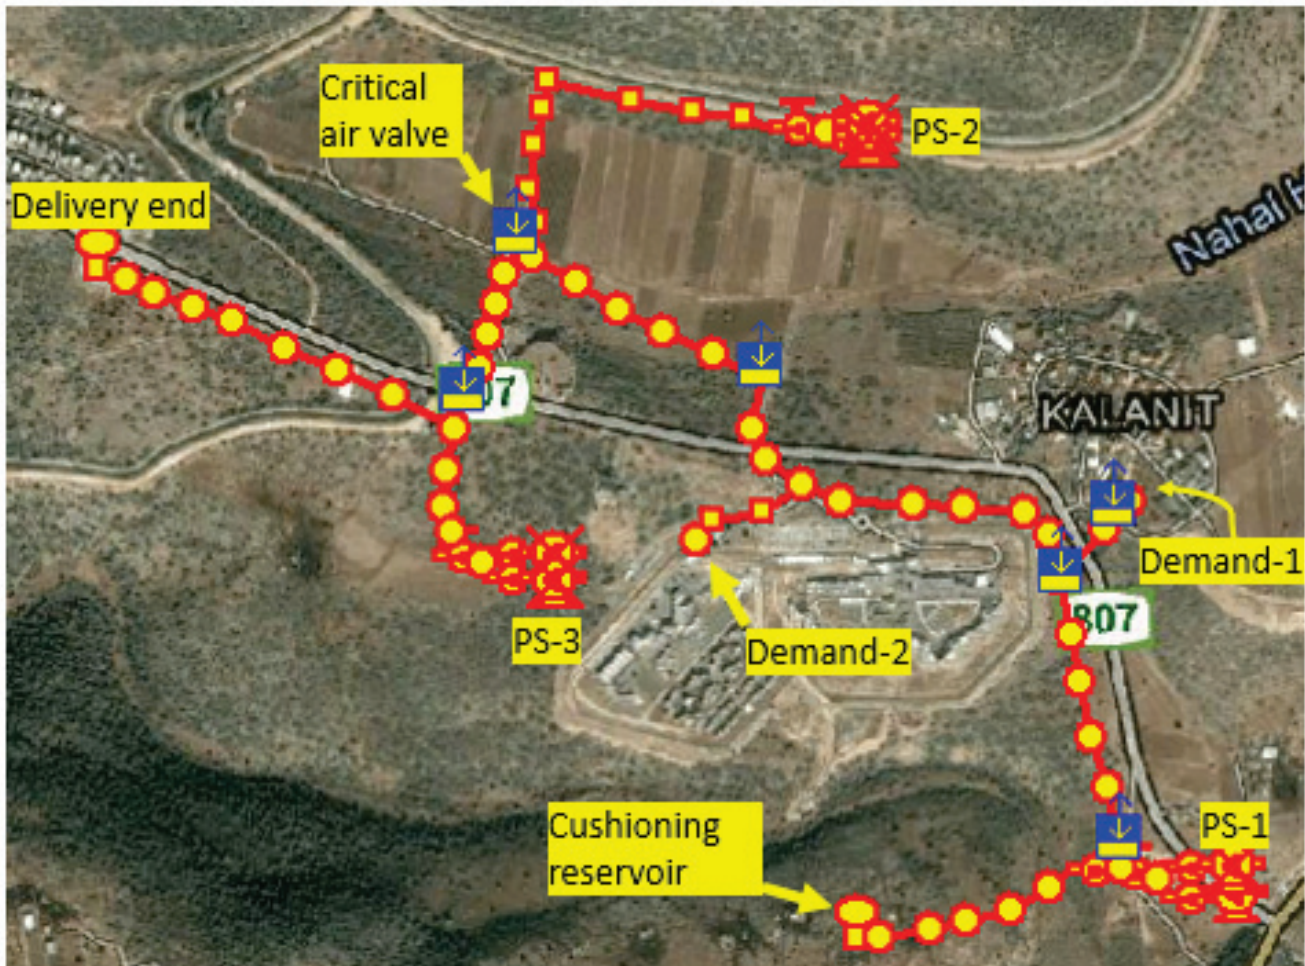 Critical
air valve
PS-2
Delivery end
Nahal H
07
KALANIT
Demand-1
807
PS-3
Demand-2
Cushioning
reservoir
PS-1